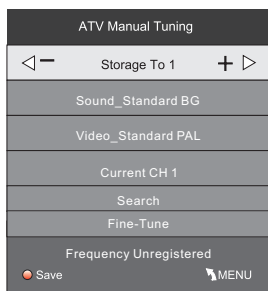 ATV Manual Tuning
Storage To 1
Sound_Standard BG
Video_Standard PAL
Current CH 1
Search
Fine-Tune
Frequency Unregistered
Save MENU